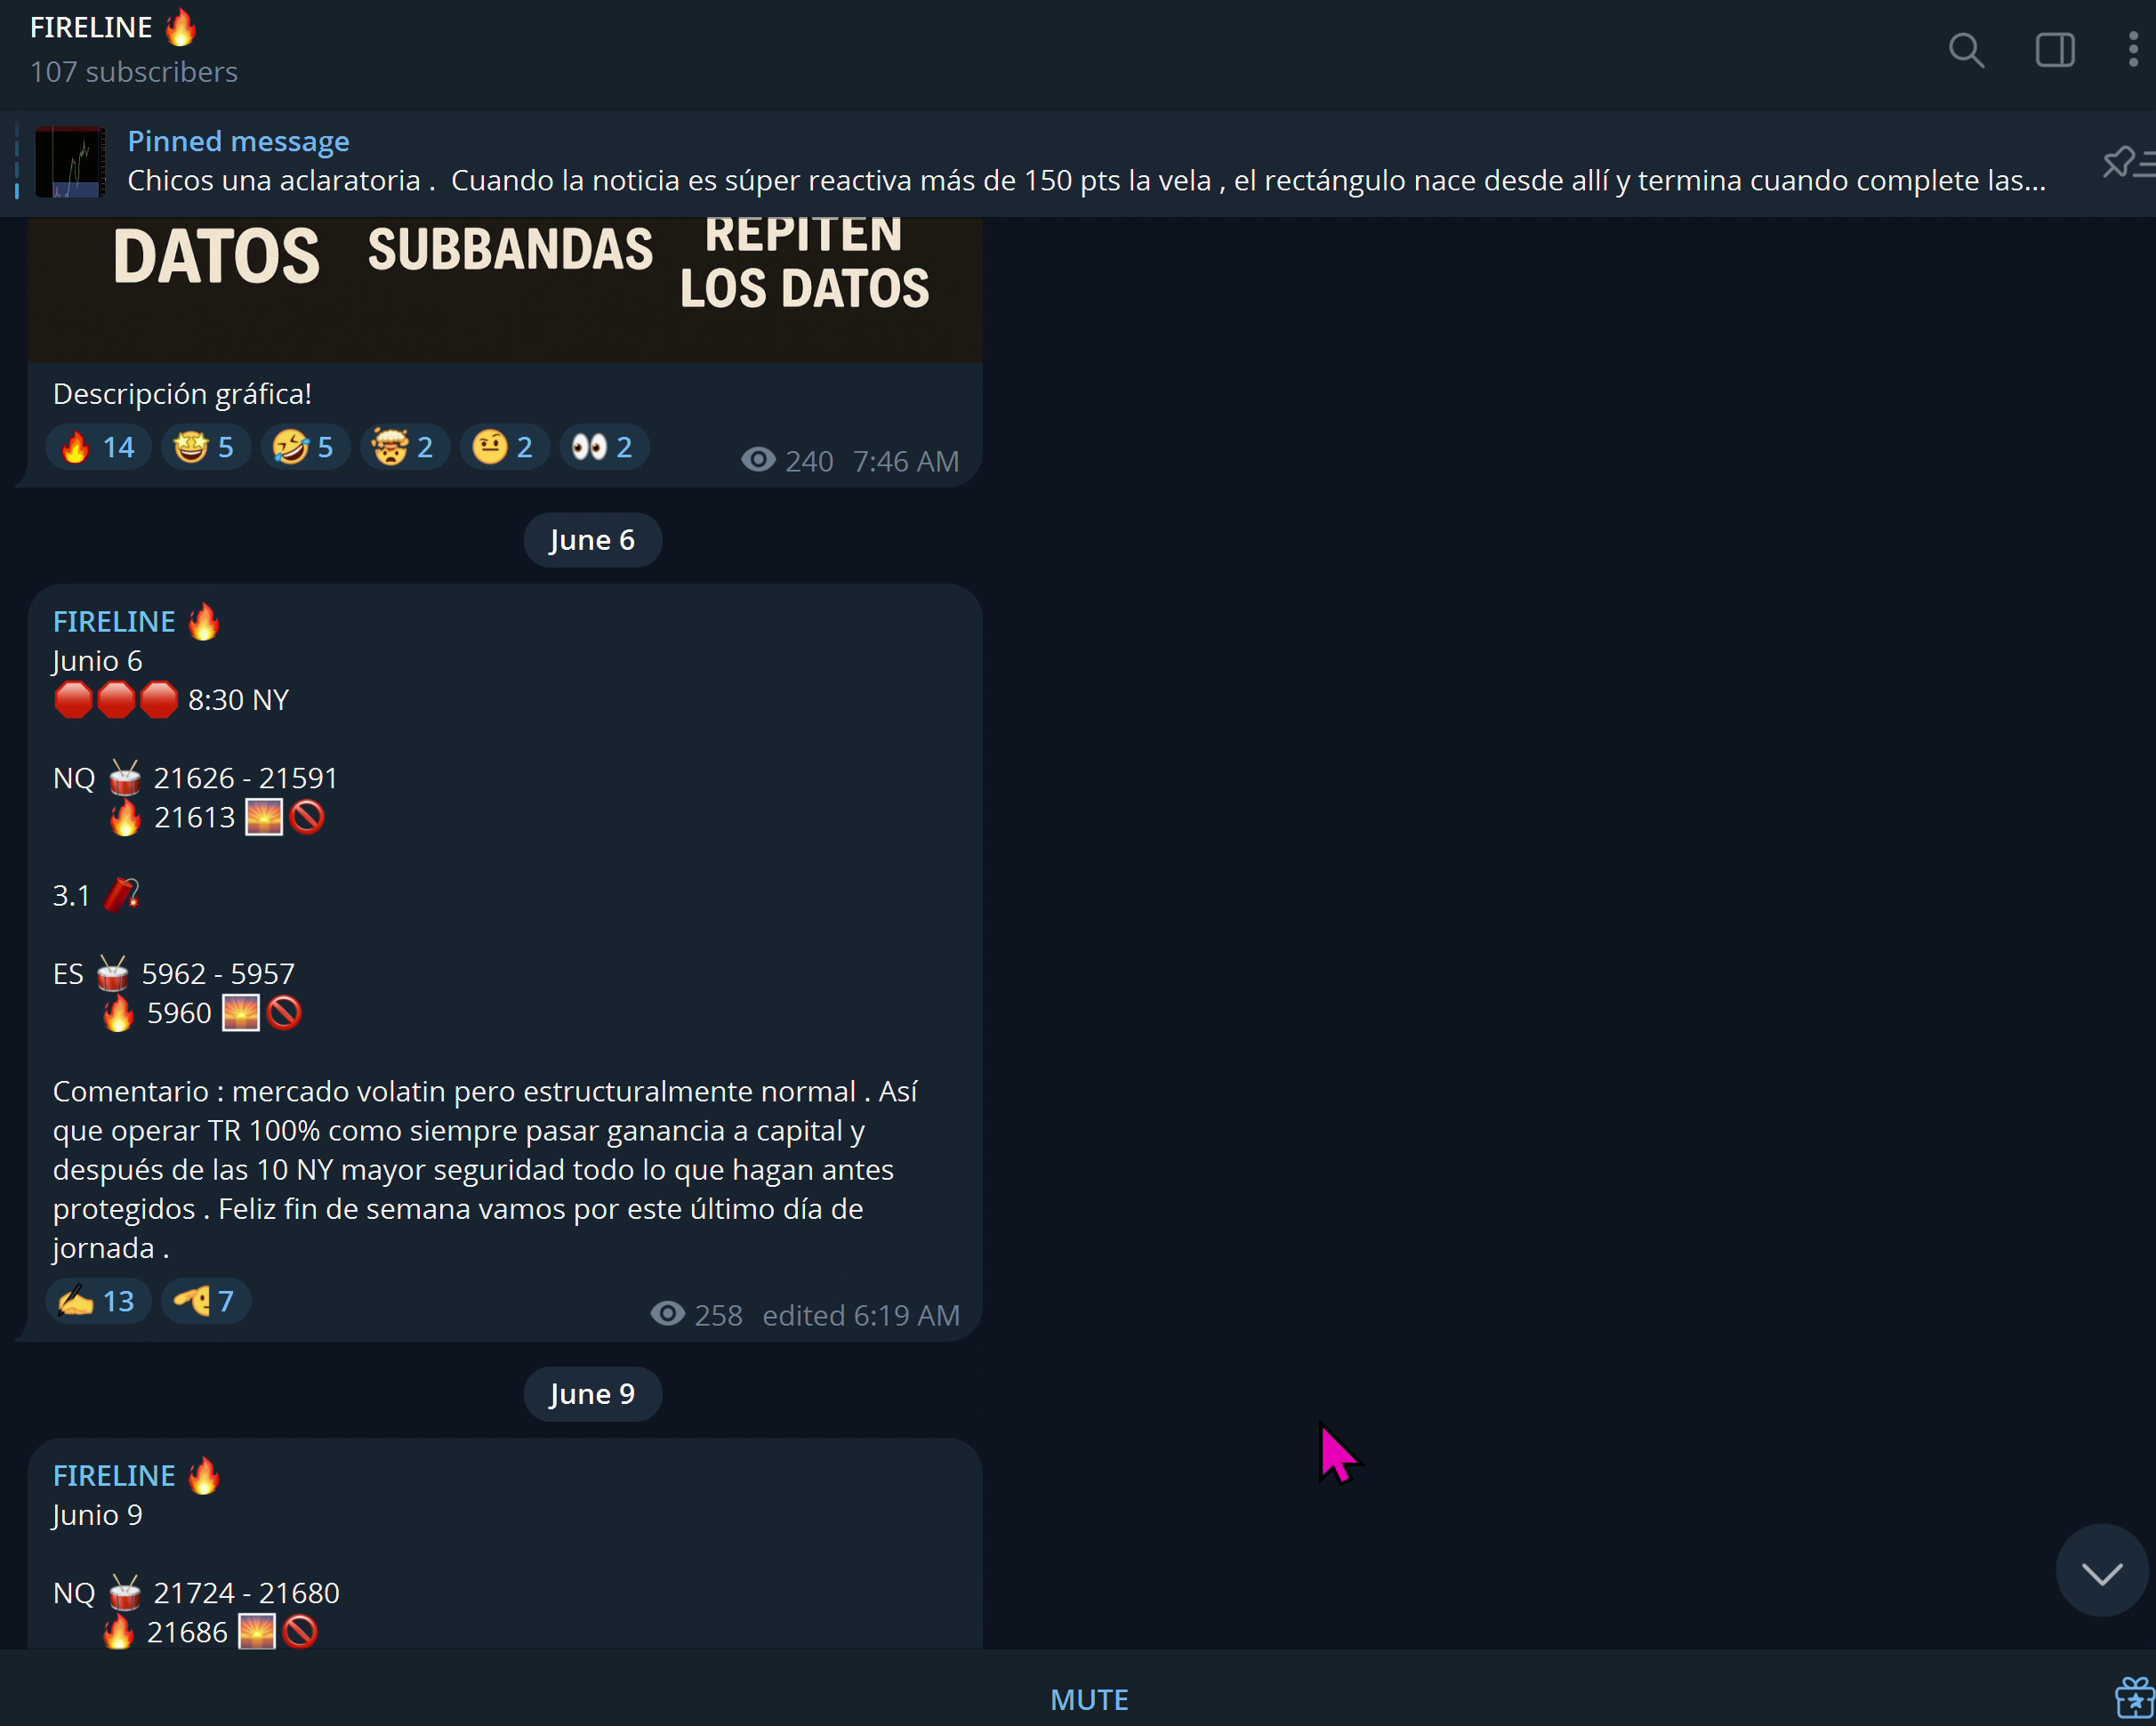 FIRELINE 🔥
107 subscribers
Pinned message
Chicos una aclaratoria .  Cuando la noticia es súper reactiva más de 150 pts la vela , el rectángulo nace desde allí y termina cuando complete las...
DATOS
SUBBANDAS
REPITEN
LOS DATOS
Descripción gráfica!
🔥 14 🤩 5 🤣 5 🤯 2 🤨 2 👀 2
240 7:46 AM
June 6
FIRELINE 🔥
Junio 6
🛑🛑🛑 8:30 NY
NQ 🥁 21626 - 21591
🔥 21613 🌅🚫
3.1 🧨
ES 🥁 5962 - 5957
🔥 5960 🌅🚫
Comentario : mercado volatin pero estructuralmente normal . Así
que operar TR 100% como siempre pasar ganancia a capital y
después de las 10 NY mayor seguridad todo lo que hagan antes
protegidos . Feliz fin de semana vamos por este último día de
jornada .
✍ 13 🫡 7
258 edited 6:19 AM
June 9
FIRELINE 🔥
Junio 9
NQ 🥁 21724 - 21680
🔥 21686 🌅🚫
MUTE